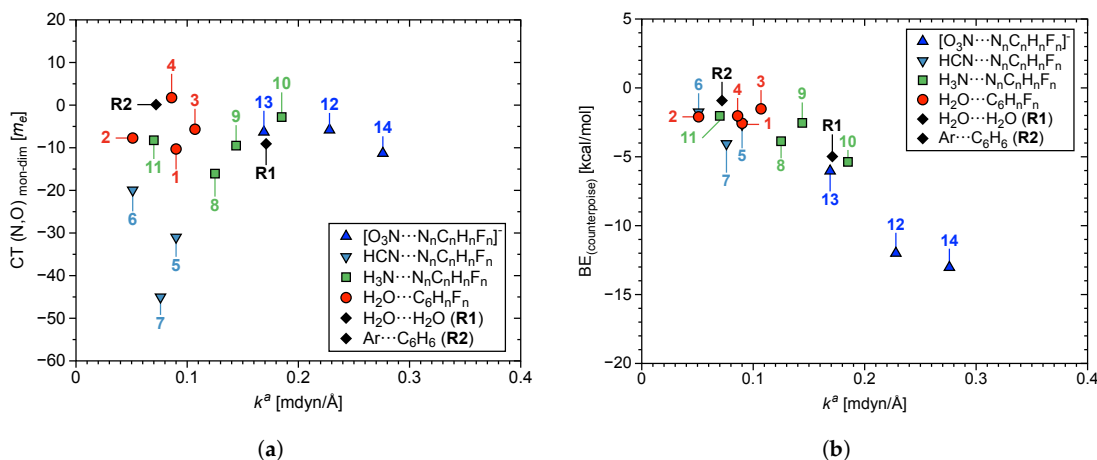 20
10
0
−10
−20
−30
−40
−50
−60
CT (N,O) mon-dim [me]
0
0.1
0.2
0.3
0.4
kᵃ [mdyn/Å]
R2
4
3
2
1
11
9
8
10
13
12
14
R1
6
5
7
[O₃N⋯NₙCₙHₙFₙ]⁻
HCN⋯NₙCₙHₙFₙ
H₃N⋯NₙCₙHₙFₙ
H₂O⋯C₆HₙFₙ
H₂O⋯H₂O (R1)
Ar⋯C₆H₆ (R2)
(a)
5
0
−5
−10
−15
−20
BE(counterpoise) [kcal/mol]
0
0.1
0.2
0.3
0.4
kᵃ [mdyn/Å]
6
R2
4
3
9
2
11
1
5
7
8
R1
10
13
12
14
[O₃N⋯NₙCₙHₙFₙ]⁻
HCN⋯NₙCₙHₙFₙ
H₃N⋯NₙCₙHₙFₙ
H₂O⋯C₆HₙFₙ
H₂O⋯H₂O (R1)
Ar⋯C₆H₆ (R2)
(b)